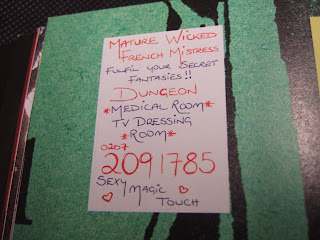 MATURE WICKED
FRENCH MISTRESS
FULFIL YOUR SECRET
FANTASIES!!
DUNGEON
*MEDICAL ROOM*
TV DRESSING
*ROOM*
0207
2091785
SEXY
MAGIC
TOUCH